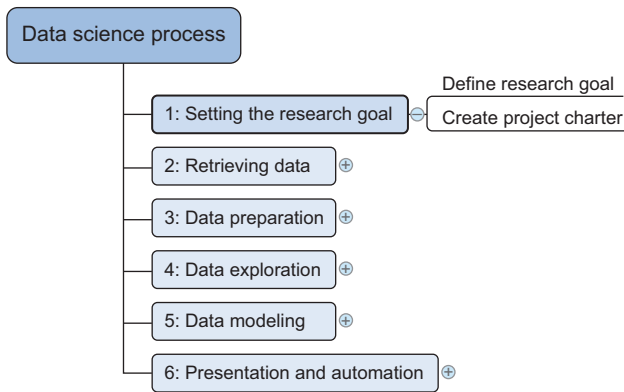 Data science process
1: Setting the research goal
Define research goal
Create project charter
2: Retrieving data
3: Data preparation
4: Data exploration
5: Data modeling
6: Presentation and automation